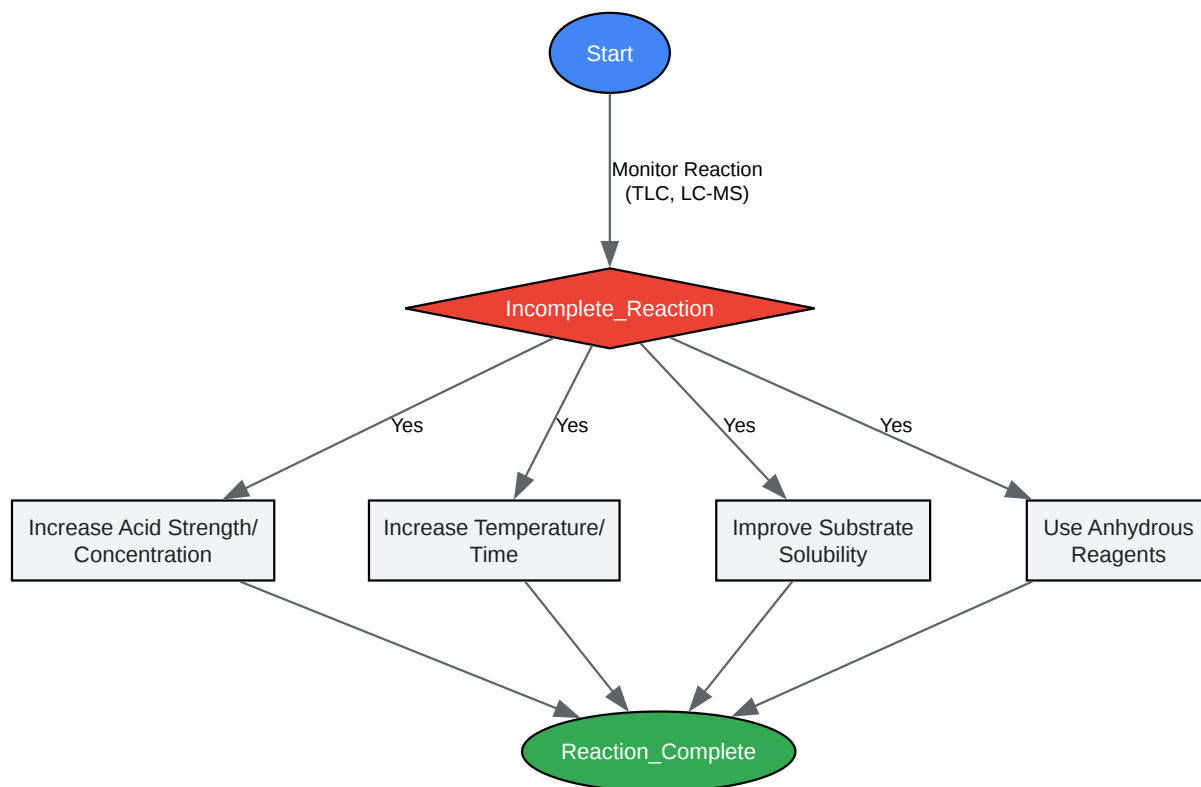 Start
Monitor Reaction
(TLC, LC-MS)
Incomplete_Reaction
Yes
Yes
Yes
Yes
Increase Acid Strength/
Concentration
Increase Temperature/
Time
Improve Substrate
Solubility
Use Anhydrous
Reagents
Reaction_Complete